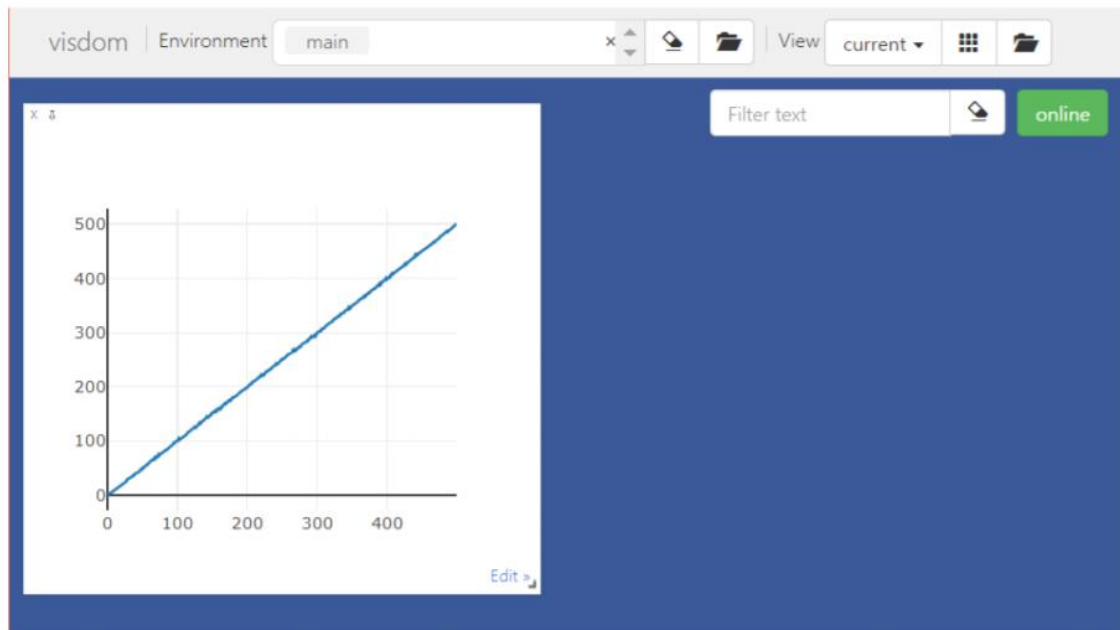 visdom Environment main × View current
Filter text online
x
500
400
300
200
100
0
0 100 200 300 400
Edit »